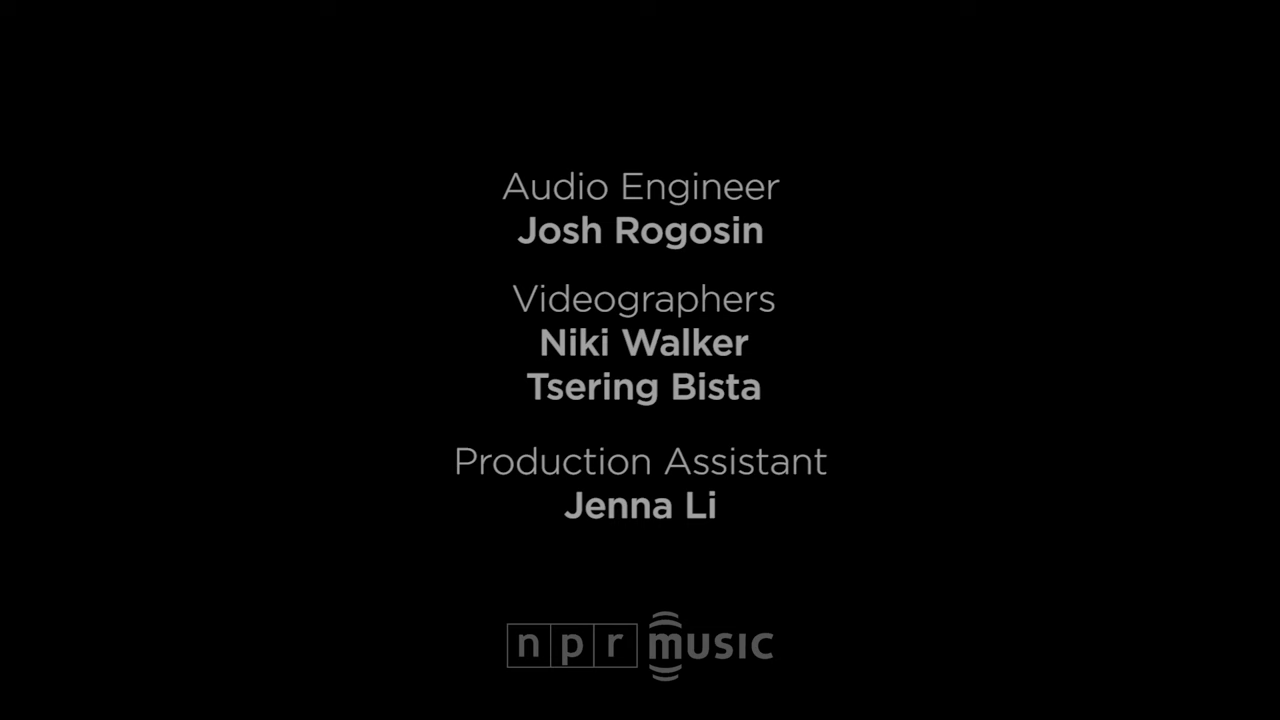 Audio Engineer
Josh Rogosin
Videographers
Niki Walker
Tsering Bista
Production Assistant
Jenna Li
npr music